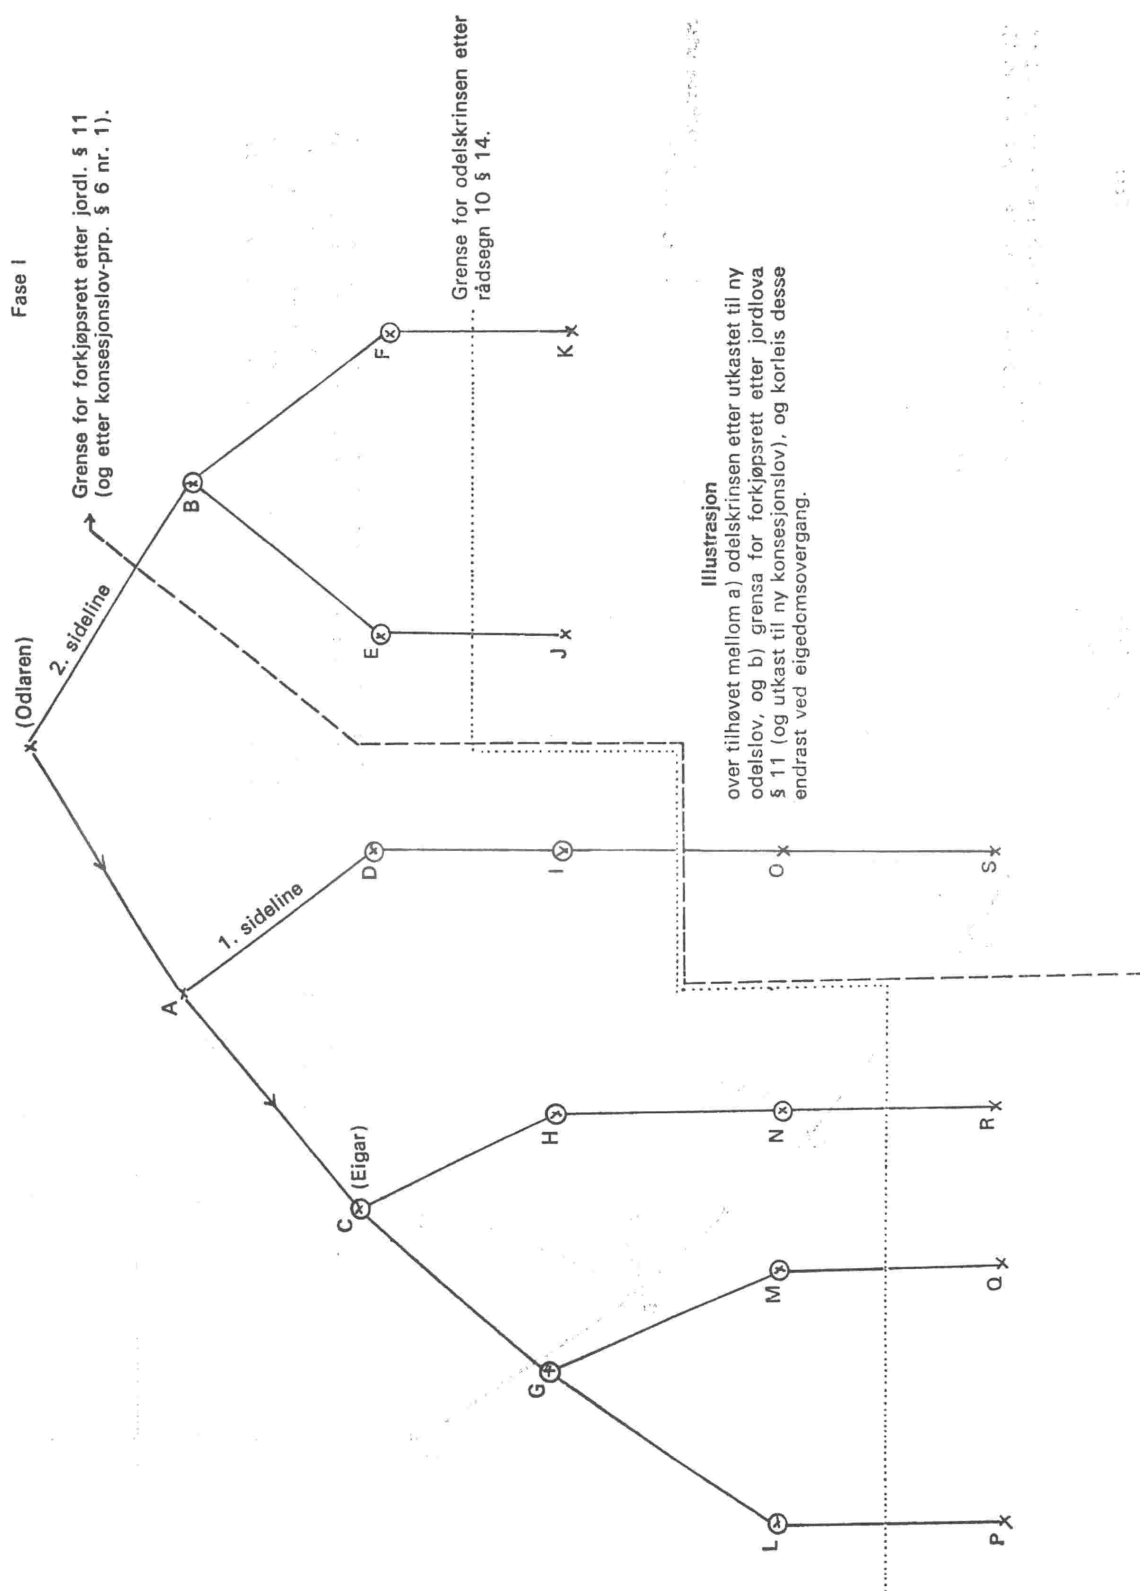 Fase I
Grense for forkjøpsrett etter jordl. § 11
(og etter konsesjonslov-prp. § 6 nr. 1).
(Odlaren)
2. sideline
A
B
1. sideline
C
(Eigar)
D
E
F
Grense for odelskrinsen etter
rådsegn 10 § 14.
G
H
I
J
K
L
M
N
O
P
Q
R
S
Illustrasjon
over tilhøvet mellom a) odelskrinsen etter utkastet til ny
odelslov, og b) grensa for forkjøpsrett etter jordlova
§ 11 (og utkast til ny konsesjonslov), og korleis desse
endrast ved eigedomsovergang.